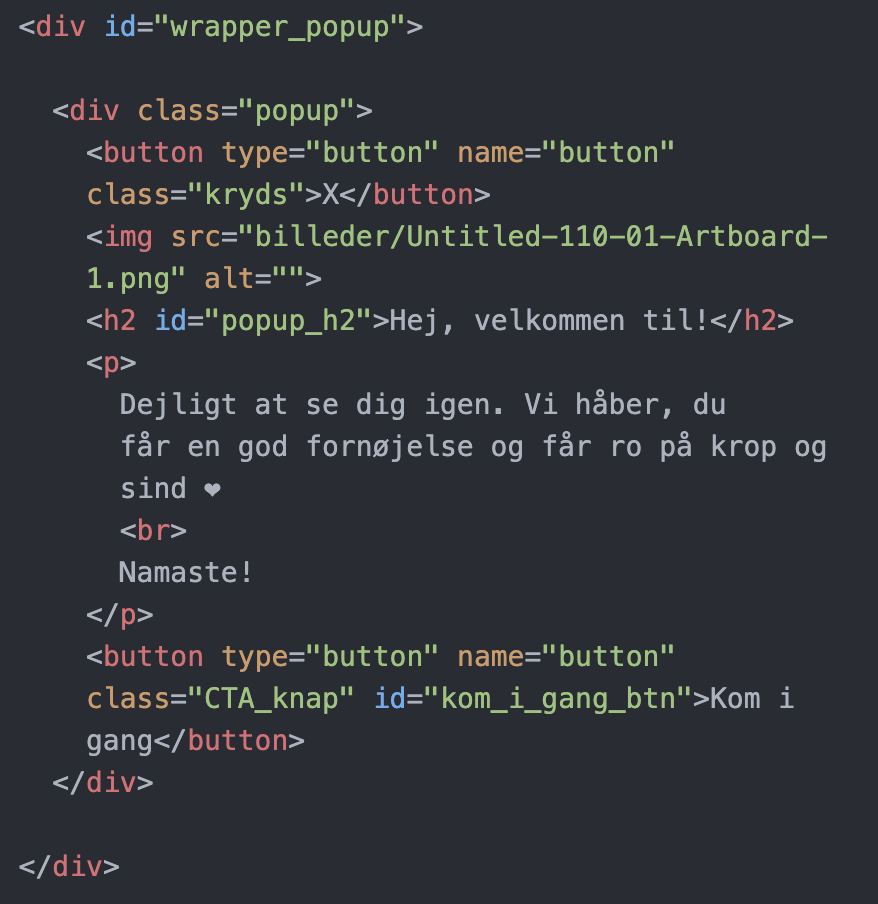 <div id="wrapper_popup">
<div class="popup">
<button type="button" name="button"
class="kryds">X</button>
<img src="billeder/Untitled-110-01-Artboard-
1.png" alt="">
<h2 id="popup_h2">Hej, velkommen til!</h2>
<p>
Dejligt at se dig igen. Vi håber, du
får en god fornøjelse og får ro på krop og
sind ❤
<br>
Namaste!
</p>
<button type="button" name="button"
class="CTA_knap" id="kom_i_gang_btn">Kom i
gang</button>
</div>
</div>